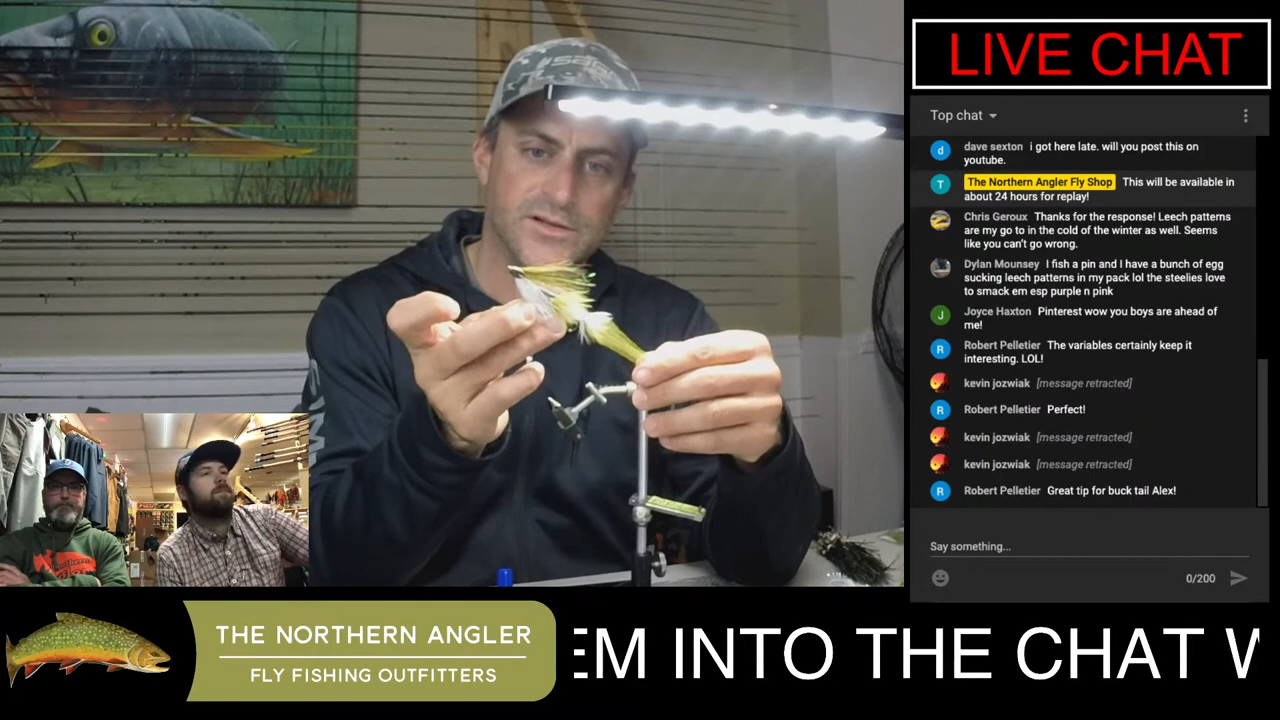 LIVE CHAT
Top chat
d
dave sexton i got here late. will you post this on
youtube.
T
The Northern Angler Fly Shop This will be available in
about 24 hours for replay!
Chris Geroux Thanks for the response! Leech patterns
are my go to in the cold of the winter as well. Seems
like you can't go wrong.
Dylan Mounsey I fish a pin and I have a bunch of egg
sucking leech patterns in my pack lol the steelies love
to smack em esp purple n pink
J
Joyce Haxton Pinterest wow you boys are ahead of
me!
R
Robert Pelletier The variables certainly keep it
interesting. LOL!
kevin jozwiak [message retracted]
R
Robert Pelletier Perfect!
kevin jozwiak [message retracted]
kevin jozwiak [message retracted]
R
Robert Pelletier Great tip for buck tail Alex!
Say something...
0/200
THE NORTHERN ANGLER
FLY FISHING OUTFITTERS
EM INTO THE CHAT W